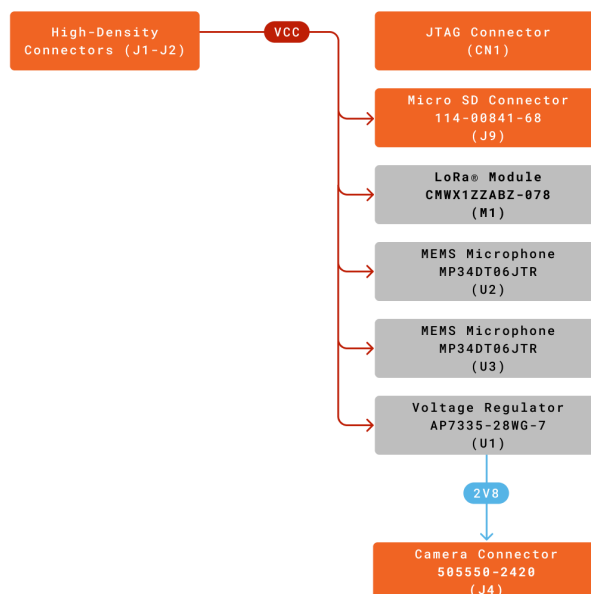 High-Density
Connectors (J1-J2)
VCC
JTAG Connector
(CN1)
Micro SD Connector
114-00841-68
(J9)
LoRa® Module
CMWX1ZZABZ-078
(M1)
MEMS Microphone
MP34DT06JTR
(U2)
MEMS Microphone
MP34DT06JTR
(U3)
Voltage Regulator
AP7335-28WG-7
(U1)
2V8
Camera Connector
505550-2420
(J4)